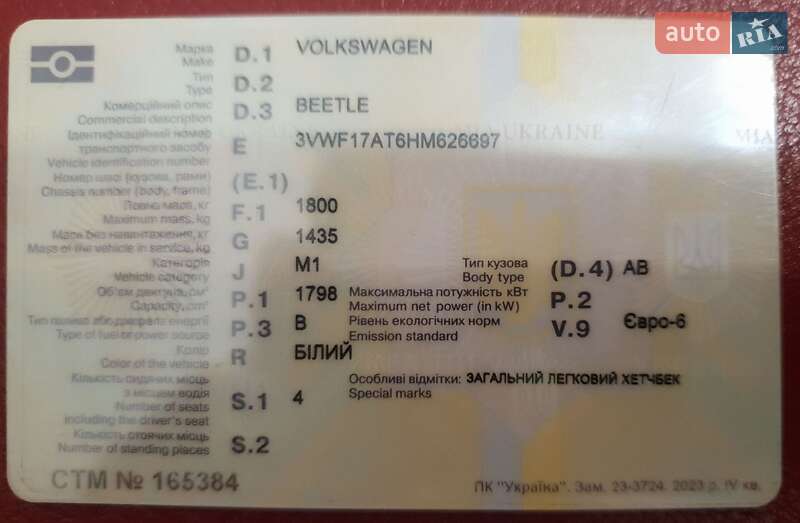 auto RIA .com
Марка
Make D.1 VOLKSWAGEN
Тип
Type D.2
Комерційний опис
Commercial description D.3 BEETLE
UKRAINE
Ідентифікаційний номер
транспортного засобу
Vehicle identification number E 3VWF17AT6HM626697
Номер шасі (кузова, рами)
Chassis number (body, frame) (E.1)
Повна маса, кг
Maximum mass, kg F.1 1800
Маса без навантаження, кг
Mass of the vehicle in service, kg G 1435
Категорія
Vehicle category J M1
Тип кузова
Body type (D.4) AB
Об'єм двигуна, см³
Capacity, cm³ P.1 1798
Максимальна потужність кВт
Maximum net power (in kW) P.2
Тип палива або джерела енергії
Type of fuel or power source P.3 B
Рівень екологічних норм
Emission standard V.9 Євро-6
Колір
Color of the vehicle R БІЛИЙ
Кількість сидячих місць
з місцем водія
Number of seats
including the driver's seat S.1 4
Особливі відмітки: ЗАГАЛЬНИЙ ЛЕГКОВИЙ ХЕТЧБЕК
Special marks
Кількість стоячих місць
Number of standing places S.2
СТМ № 165384
ПК "Україна". Зам. 23-3724. 2023 р. IV кв.